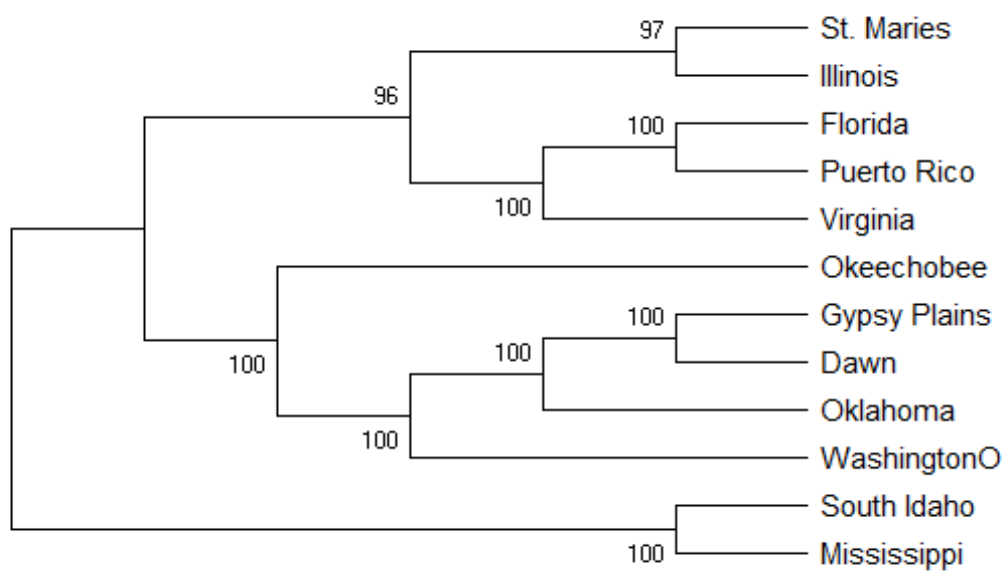 97
St. Maries
Illinois
96
100
Florida
Puerto Rico
100
Virginia
Okeechobee
100
Gypsy Plains
100
Dawn
100
Oklahoma
100
WashingtonO
South Idaho
100
Mississippi